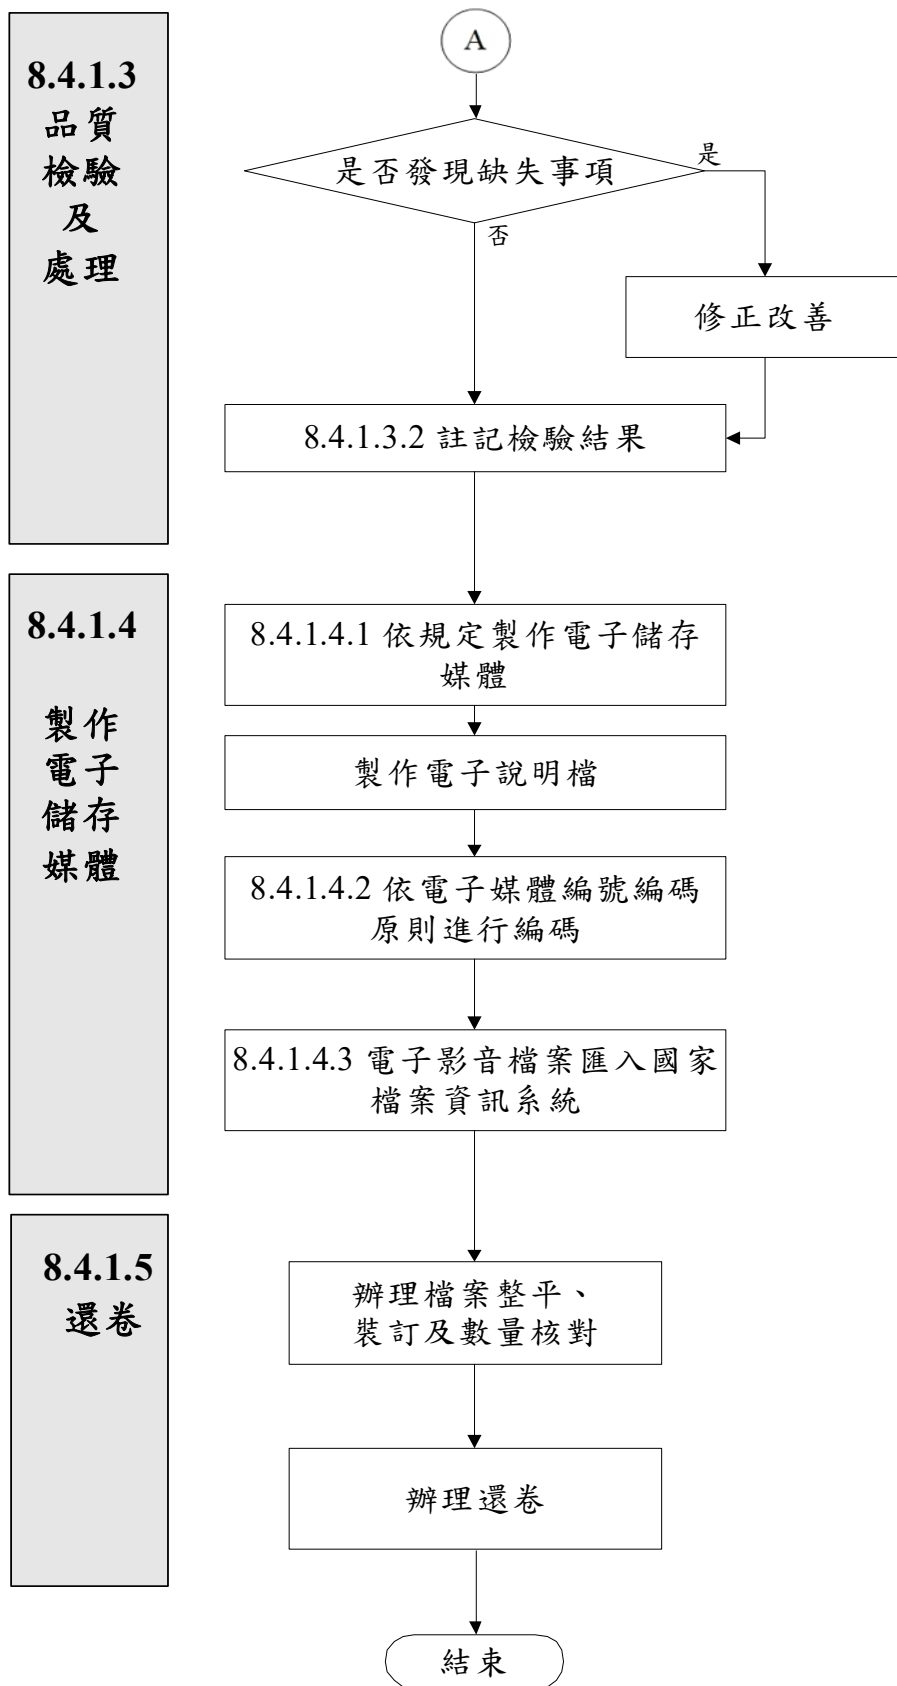 A
8.4.1.3
品質
檢驗
及
處理
是否發現缺失事項
是
否
修正改善
8.4.1.3.2 註記檢驗結果
8.4.1.4
製作
電子
儲存
媒體
8.4.1.4.1 依規定製作電子儲存
媒體
製作電子說明檔
8.4.1.4.2 依電子媒體編號編碼
原則進行編碼
8.4.1.4.3 電子影音檔案匯入國家
檔案資訊系統
8.4.1.5
還卷
辦理檔案整平、
裝訂及數量核對
辦理還卷
結束